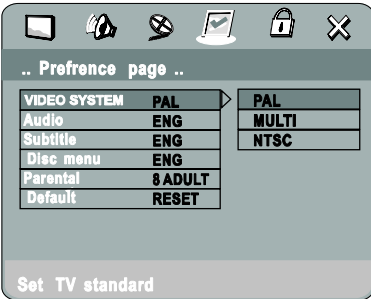 .. Prefrence page ..
VIDEO SYSTEM PAL PAL
Audio ENG MULTI
Subtitle ENG NTSC
Disc menu ENG
Parental 8 ADULT
Default RESET
Set TV standard